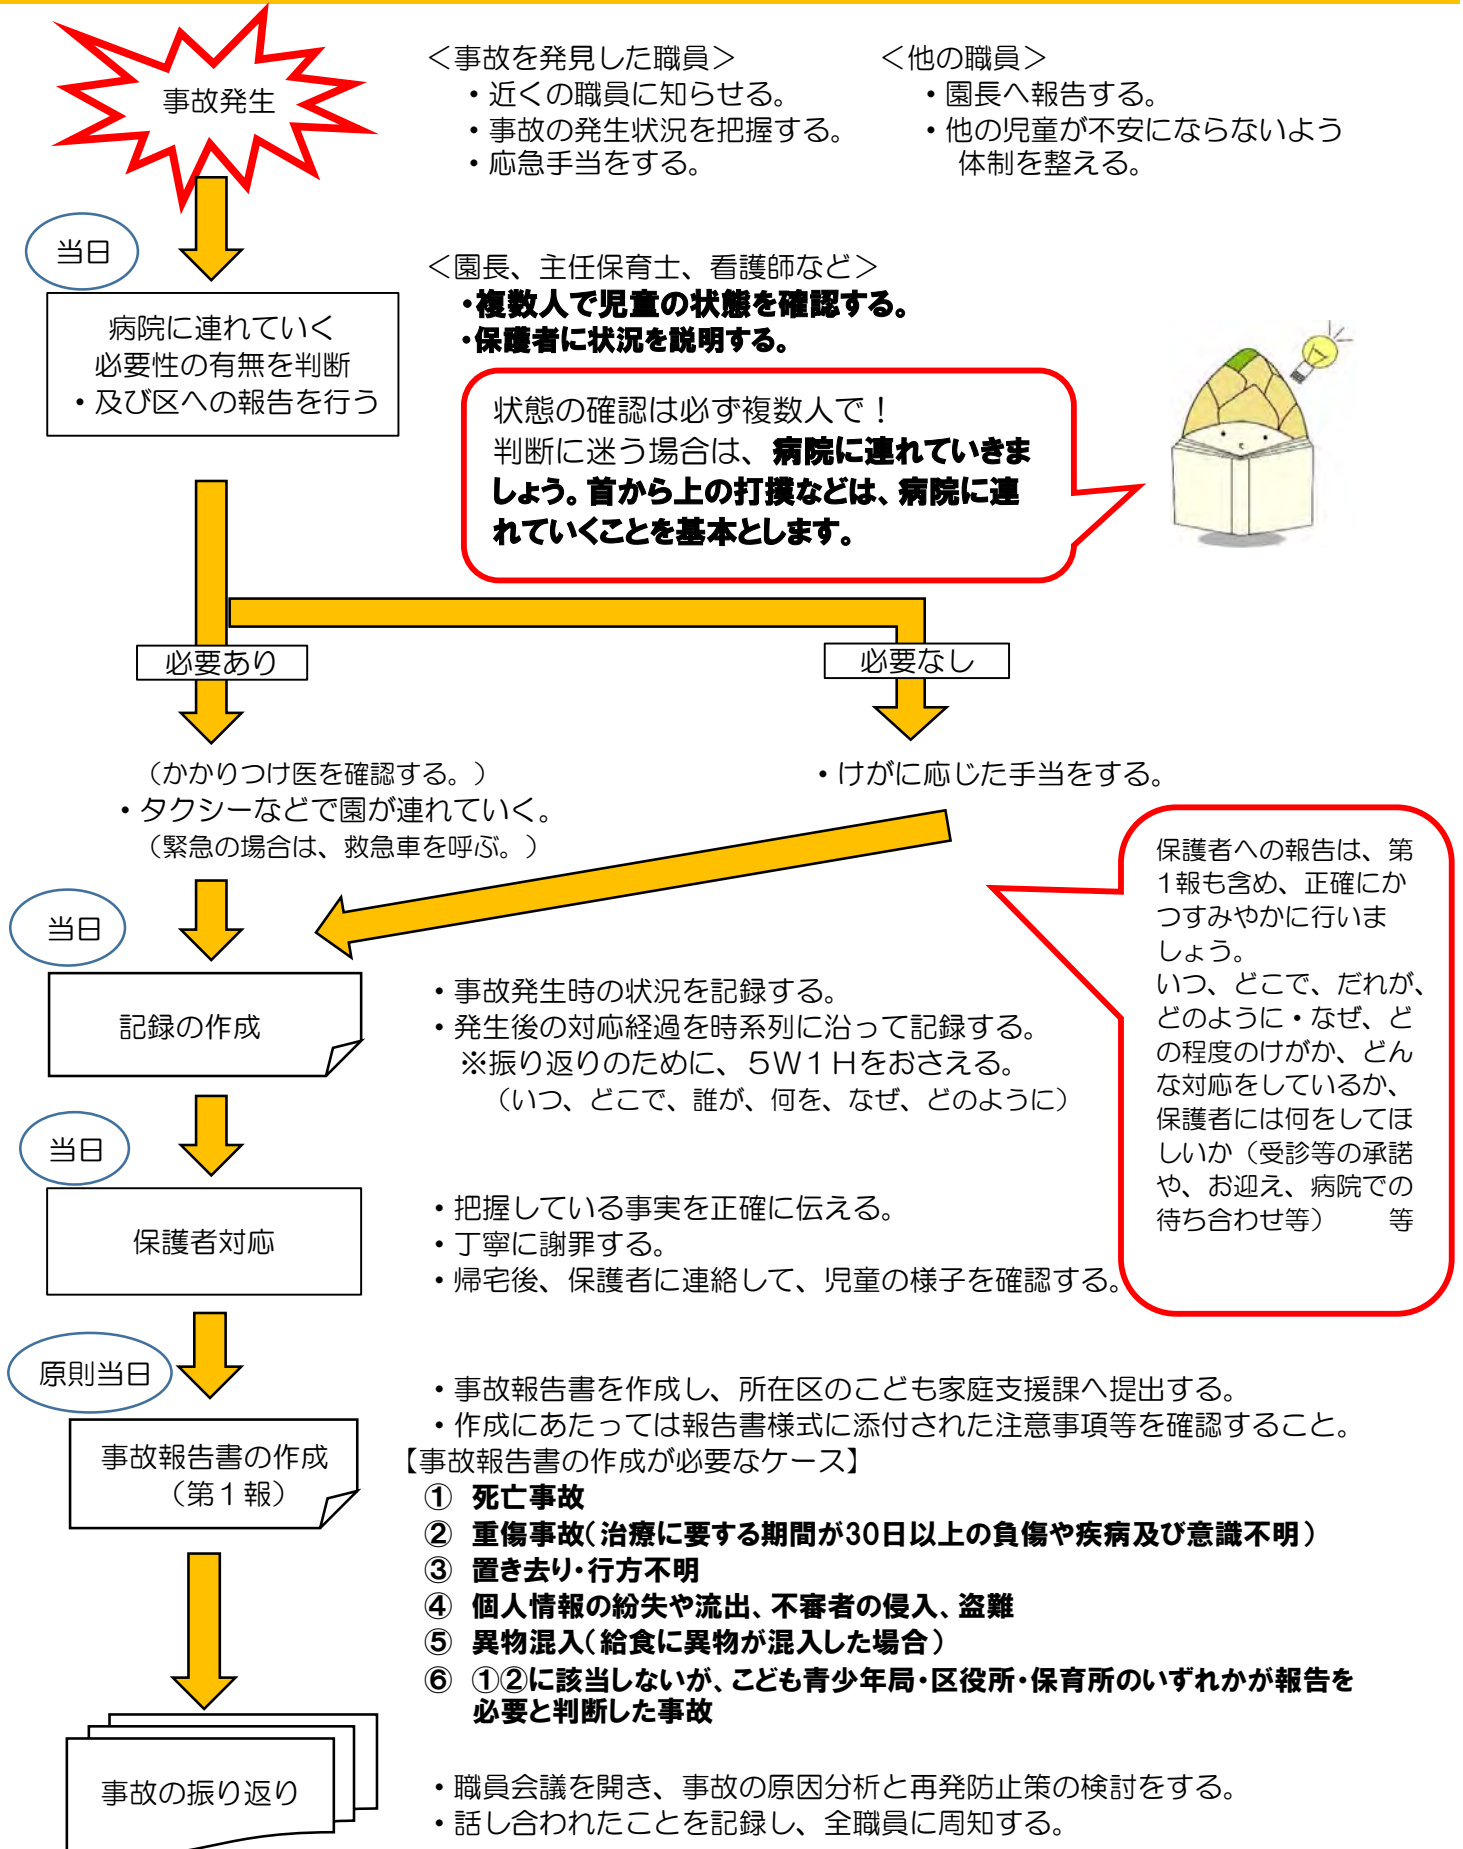 事故発生
＜事故を発見した職員＞
・近くの職員に知らせる。
・事故の発生状況を把握する。
・応急手当をする。
＜他の職員＞
・園長へ報告する。
・他の児童が不安にならないよう
体制を整える。
当日
病院に連れていく
必要性の有無を判断
・及び区への報告を行う
＜園長、主任保育士、看護師など＞
・複数人で児童の状態を確認する。
・保護者に状況を説明する。
状態の確認は必ず複数人で！
判断に迷う場合は、病院に連れていきま
しょう。首から上の打撲などは、病院に連
れていくことを基本とします。
必要あり
必要なし
（かかりつけ医を確認する。）
・タクシーなどで園が連れていく。
（緊急の場合は、救急車を呼ぶ。）
・けがに応じた手当をする。
保護者への報告は、第
1報も含め、正確にか
つすみやかに行いま
しょう。
いつ、どこで、だれが、
どのように・なぜ、ど
の程度のけがか、どん
な対応をしているか、
保護者には何をしてほ
しいか（受診等の承諾
や、お迎え、病院での
待ち合わせ等）　　等
当日
記録の作成
・事故発生時の状況を記録する。
・発生後の対応経過を時系列に沿って記録する。
※振り返りのために、５Ｗ１Ｈをおさえる。
（いつ、どこで、誰が、何を、なぜ、どのように）
当日
保護者対応
・把握している事実を正確に伝える。
・丁寧に謝罪する。
・帰宅後、保護者に連絡して、児童の様子を確認する。
原則当日
事故報告書の作成
（第１報）
・事故報告書を作成し、所在区のこども家庭支援課へ提出する。
・作成にあたっては報告書様式に添付された注意事項等を確認すること。
【事故報告書の作成が必要なケース】
① 死亡事故
② 重傷事故（治療に要する期間が30日以上の負傷や疾病及び意識不明）
③ 置き去り・行方不明
④ 個人情報の紛失や流出、不審者の侵入、盗難
⑤ 異物混入（給食に異物が混入した場合）
⑥ ①②に該当しないが、こども青少年局・区役所・保育所のいずれかが報告を
必要と判断した事故
事故の振り返り
・職員会議を開き、事故の原因分析と再発防止策の検討をする。
・話し合われたことを記録し、全職員に周知する。